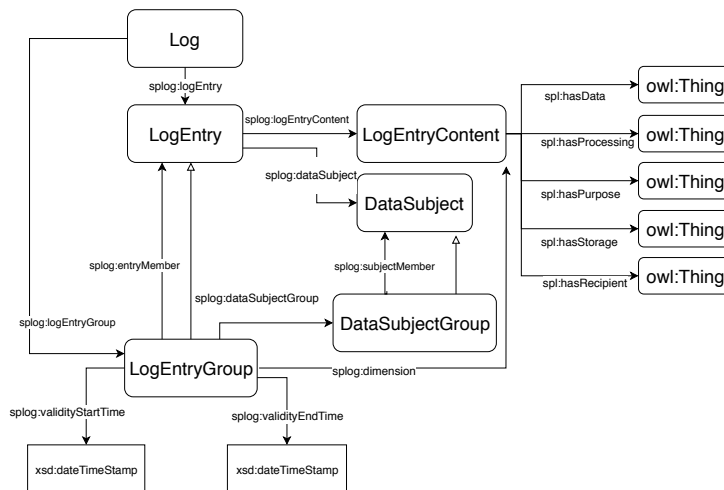 Log
splog:logEntry
LogEntry
splog:logEntryContent
LogEntryContent
spl:hasData
owl:Thing
spl:hasProcessing
owl:Thing
spl:hasPurpose
owl:Thing
spl:hasStorage
owl:Thing
spl:hasRecipient
owl:Thing
splog:dataSubject
DataSubject
splog:entryMember
splog:subjectMember
splog:dataSubjectGroup
DataSubjectGroup
splog:logEntryGroup
LogEntryGroup
splog:dimension
splog:validityStartTime
splog:validityEndTime
xsd:dateTimeStamp
xsd:dateTimeStamp